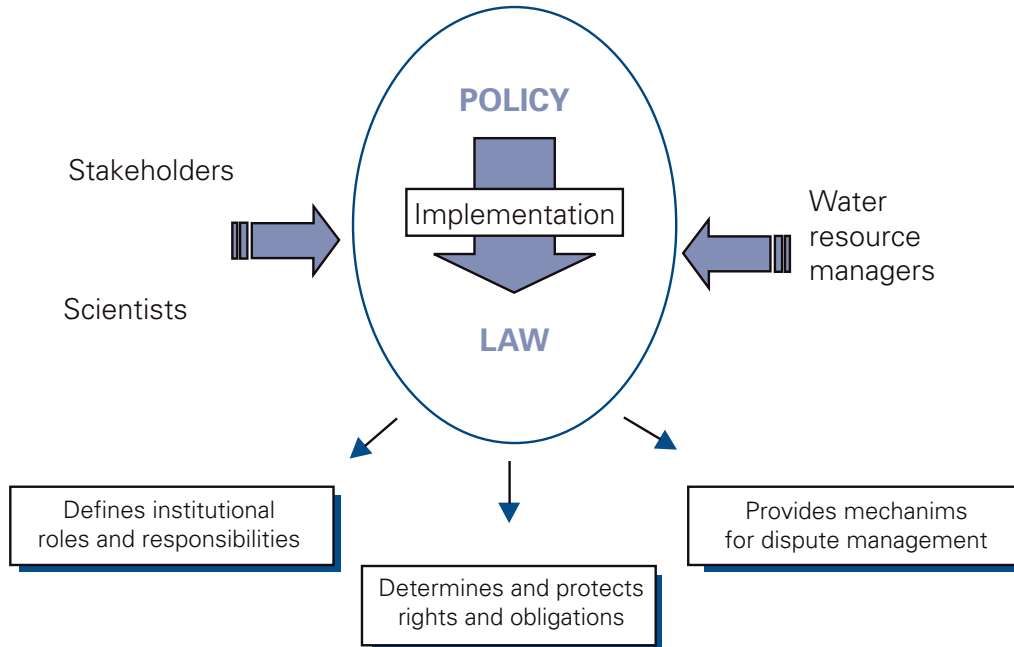 POLICY
Stakeholders
Implementation
Water
resource
managers
Scientists
LAW
Defines institutional
roles and responsibilities
Provides mechanims
for dispute management
Determines and protects
rights and obligations